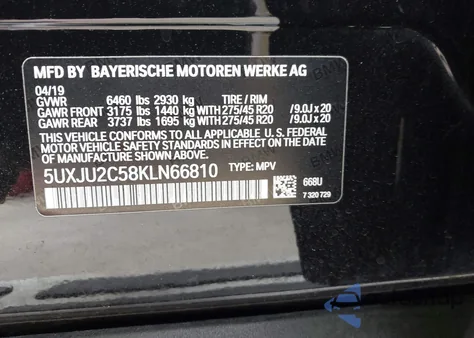 MFD BY BAYERISCHE MOTOREN WERKE AG
04/19
GVWR 6460 lbs 2930 kg TIRE / RIM
GAWR FRONT 3175 lbs 1440 kg WITH 275/45 R20 /9.0J x 20
GAWR REAR 3737 lbs 1695 kg WITH 275/45 R20 /9.0J x 20
THIS VEHICLE CONFORMS TO ALL APPLICABLE U.S. FEDERAL
MOTOR VEHICLE SAFETY STANDARDS IN EFFECT ON THE DATE OF
MANUFACTURE SHOWN ABOVE.
5UXJU2C58KLN66810 TYPE: MPV
668U
7 320 729